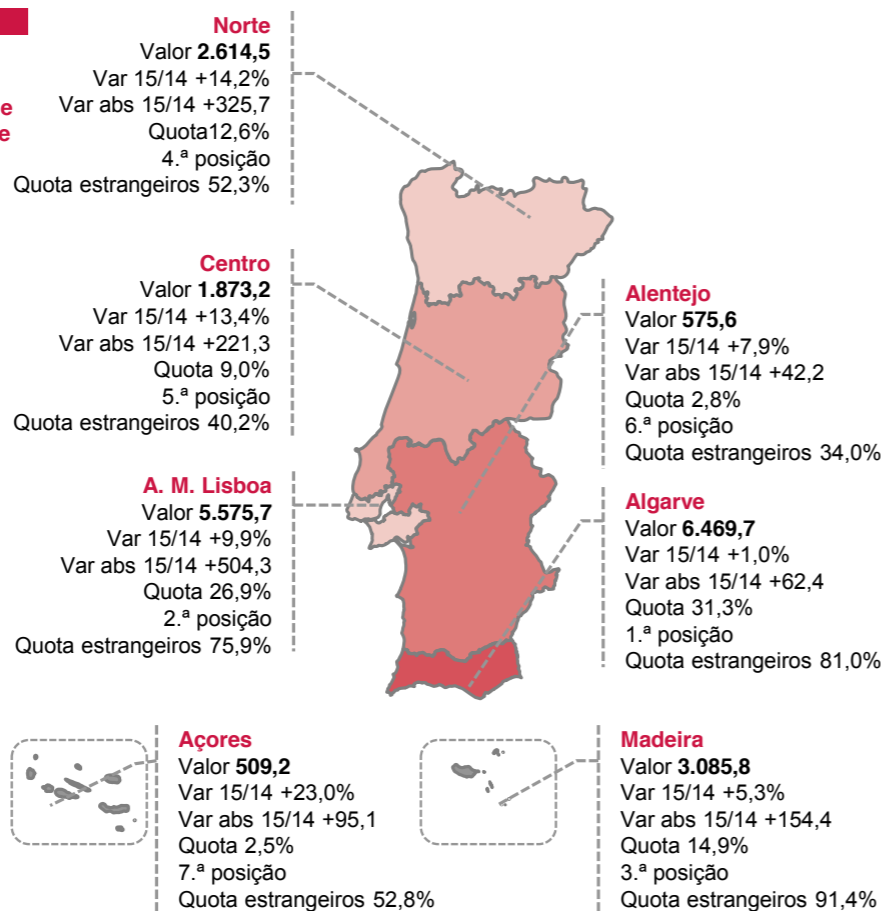 Norte
Valor 2.614,5
Var 15/14 +14,2%
Var abs 15/14 +325,7
Quota12,6%
4.ª posição
Quota estrangeiros 52,3%
e
e
Centro
Valor 1.873,2
Var 15/14 +13,4%
Var abs 15/14 +221,3
Quota 9,0%
5.ª posição
Quota estrangeiros 40,2%
Alentejo
Valor 575,6
Var 15/14 +7,9%
Var abs 15/14 +42,2
Quota 2,8%
6.ª posição
Quota estrangeiros 34,0%
A. M. Lisboa
Valor 5.575,7
Var 15/14 +9,9%
Var abs 15/14 +504,3
Quota 26,9%
2.ª posição
Quota estrangeiros 75,9%
Algarve
Valor 6.469,7
Var 15/14 +1,0%
Var abs 15/14 +62,4
Quota 31,3%
1.ª posição
Quota estrangeiros 81,0%
Açores
Valor 509,2
Var 15/14 +23,0%
Var abs 15/14 +95,1
Quota 2,5%
7.ª posição
Quota estrangeiros 52,8%
Madeira
Valor 3.085,8
Var 15/14 +5,3%
Var abs 15/14 +154,4
Quota 14,9%
3.ª posição
Quota estrangeiros 91,4%